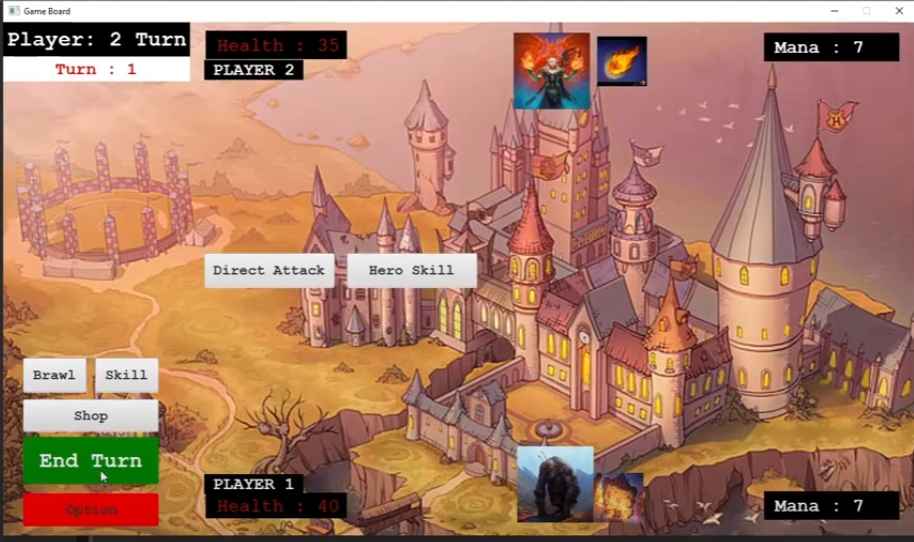 Game Board
Player: 2 Turn
Turn : 1
Health : 35
PLAYER 2
Mana : 7
Direct Attack
Hero Skill
Brawl
Skill
Shop
End Turn
Option
PLAYER 1
Health : 40
Mana : 7